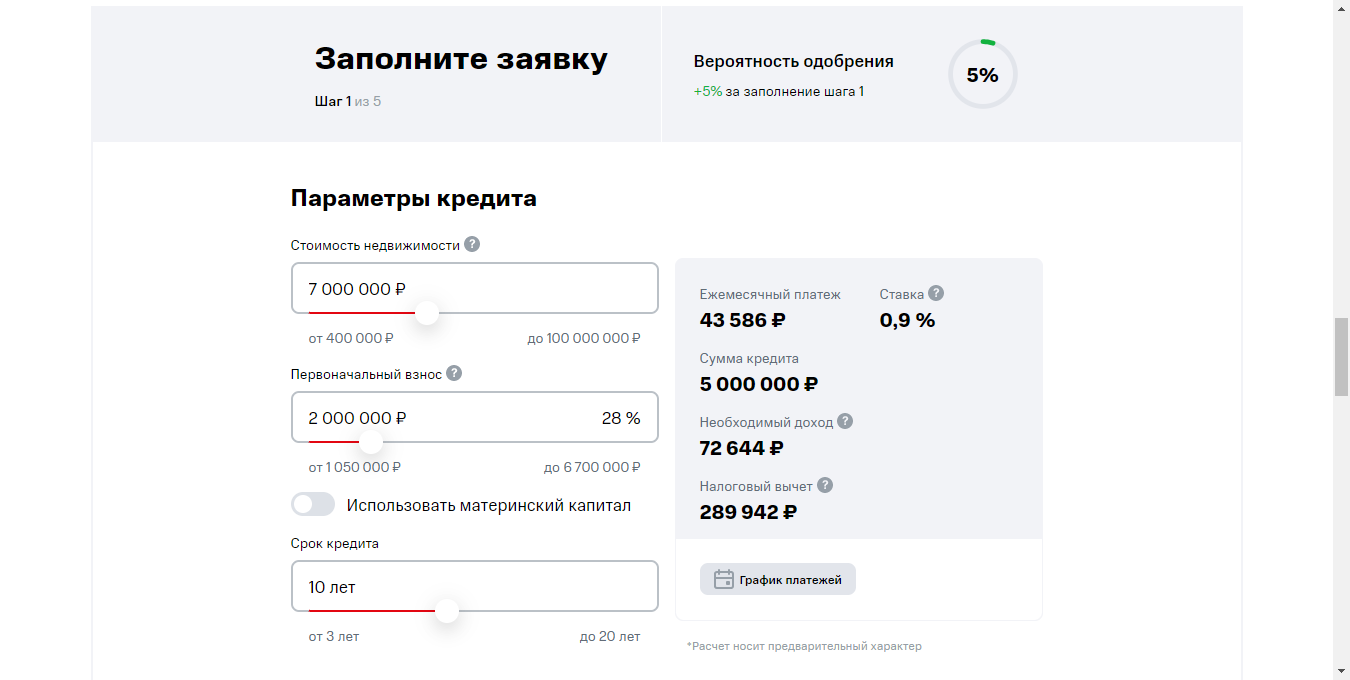 Заполните заявку
Шаг 1 из 5
Вероятность одобрения
+5% за заполнение шага 1
5%
Параметры кредита
Стоимость недвижимости ?
7 000 000 ₽
от 400 000 ₽ до 100 000 000 ₽
Первоначальный взнос ?
2 000 000 ₽ 28 %
от 1 050 000 ₽ до 6 700 000 ₽
Использовать материнский капитал
Срок кредита
10 лет
от 3 лет до 20 лет
Ежемесячный платеж Ставка ?
43 586 ₽ 0,9 %
Сумма кредита
5 000 000 ₽
Необходимый доход ?
72 644 ₽
Налоговый вычет ?
289 942 ₽
График платежей
*Расчет носит предварительный характер